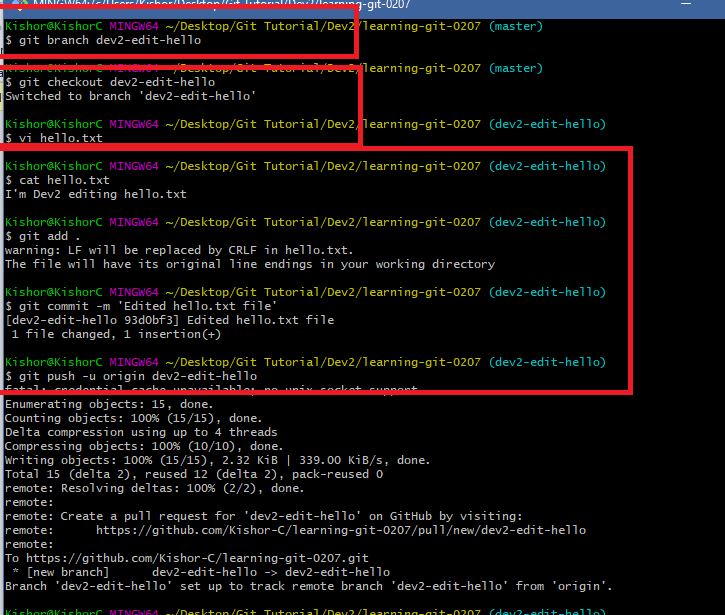 MINGW64:/c/Users/Kishor/Desktop/Git Tutorial/Dev2/learning-git-0207
Kishor@KishorC MINGW64 ~/Desktop/Git Tutorial/Dev2/learning-git-0207 (master)
$ git branch dev2-edit-hello
Kishor@KishorC MINGW64 ~/Desktop/Git Tutorial/Dev2/learning-git-0207 (master)
$ git checkout dev2-edit-hello
Switched to branch 'dev2-edit-hello'
Kishor@KishorC MINGW64 ~/Desktop/Git Tutorial/Dev2/learning-git-0207 (dev2-edit-hello)
$ vi hello.txt
Kishor@KishorC MINGW64 ~/Desktop/Git Tutorial/Dev2/learning-git-0207 (dev2-edit-hello)
$ cat hello.txt
I'm Dev2 editing hello.txt
Kishor@KishorC MINGW64 ~/Desktop/Git Tutorial/Dev2/learning-git-0207 (dev2-edit-hello)
$ git add .
warning: LF will be replaced by CRLF in hello.txt.
The file will have its original line endings in your working directory
Kishor@KishorC MINGW64 ~/Desktop/Git Tutorial/Dev2/learning-git-0207 (dev2-edit-hello)
$ git commit -m 'Edited hello.txt file'
[dev2-edit-hello 93d0bf3] Edited hello.txt file
1 file changed, 1 insertion(+)
Kishor@KishorC MINGW64 ~/Desktop/Git Tutorial/Dev2/learning-git-0207 (dev2-edit-hello)
$ git push -u origin dev2-edit-hello
fatal: credential-cache unavailable; no unix socket support
Enumerating objects: 15, done.
Counting objects: 100% (15/15), done.
Delta compression using up to 4 threads
Compressing objects: 100% (10/10), done.
Writing objects: 100% (15/15), 2.32 KiB | 339.00 KiB/s, done.
Total 15 (delta 2), reused 12 (delta 2), pack-reused 0
remote: Resolving deltas: 100% (2/2), done.
remote:
remote: Create a pull request for 'dev2-edit-hello' on GitHub by visiting:
remote: https://github.com/Kishor-C/learning-git-0207/pull/new/dev2-edit-hello
remote:
To https://github.com/Kishor-C/learning-git-0207.git
* [new branch] dev2-edit-hello -> dev2-edit-hello
Branch 'dev2-edit-hello' set up to track remote branch 'dev2-edit-hello' from 'origin'.
Kishor@KishorC MINGW64 ~/Desktop/Git Tutorial/Dev2/learning-git-0207 (dev2-edit-hello)